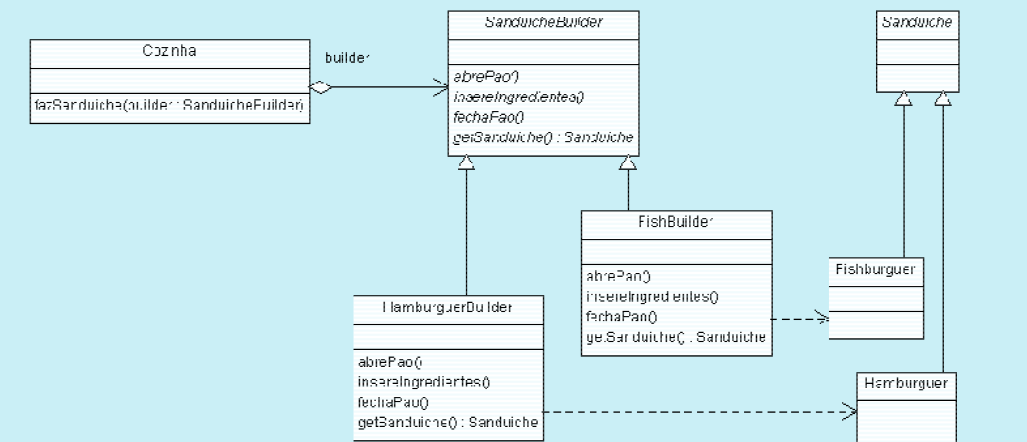 Cozinha
fazSanduiche(builder : SanduicheBuilder)
builder
SanduicheBuilder
abrePao()
insereIngredientes()
fechaPao()
getSanduiche() : Sanduiche
Sanduiche
FishBuilder
abrePao()
insereIngredientes()
fechaPao()
getSanduiche() : Sanduiche
Fishburguer
HamburguerBuilder
abrePao()
insereIngredientes()
fechaPao()
getSanduiche() : Sanduiche
Hamburguer